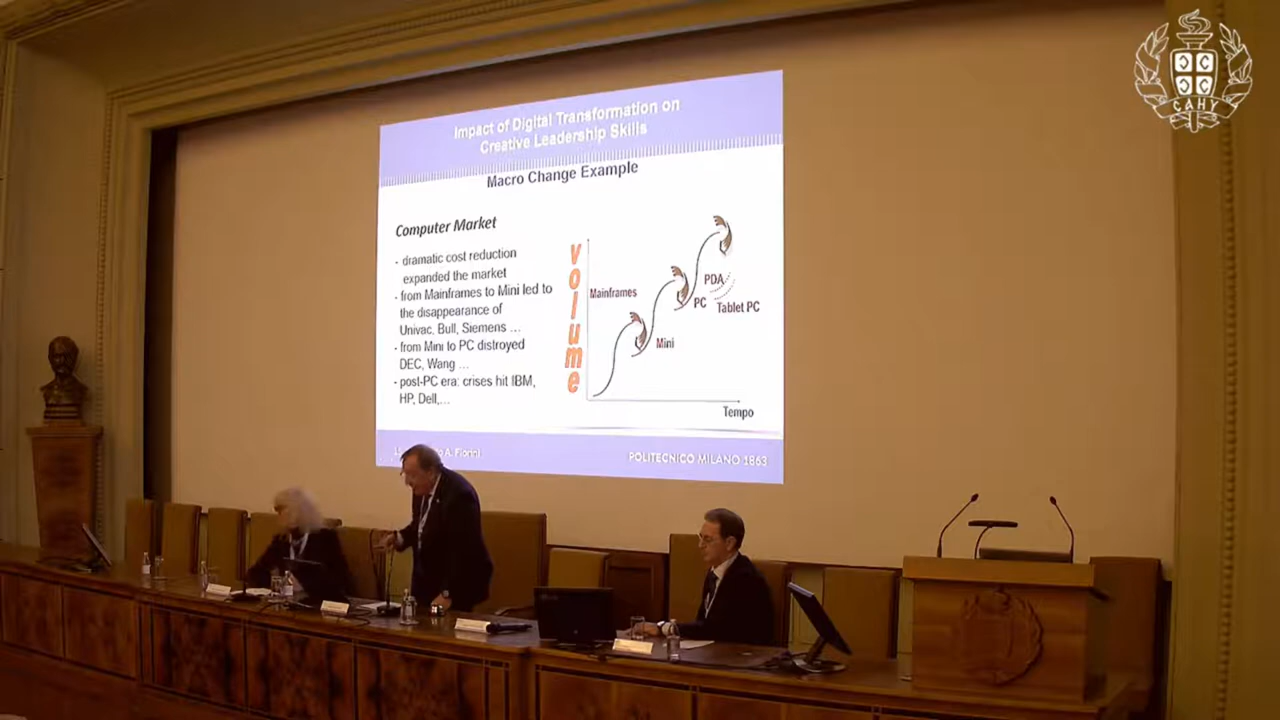 Impact of Digital Transformation on
Creative Leadership Skills
Macro Change Example
Computer Market
- dramatic cost reduction
expanded the market
- from Mainframes to Mini led to
the disappearance of
Univac, Bull, Siemens ...
- from Mini to PC distroyed
DEC, Wang ...
- post-PC era: crises hit IBM,
HP, Dell,...
volume
Mainframes
Mini
PC
PDA
Tablet PC
Tempo
A. Fiorini
POLITECNICO MILANO 1863
САНУ